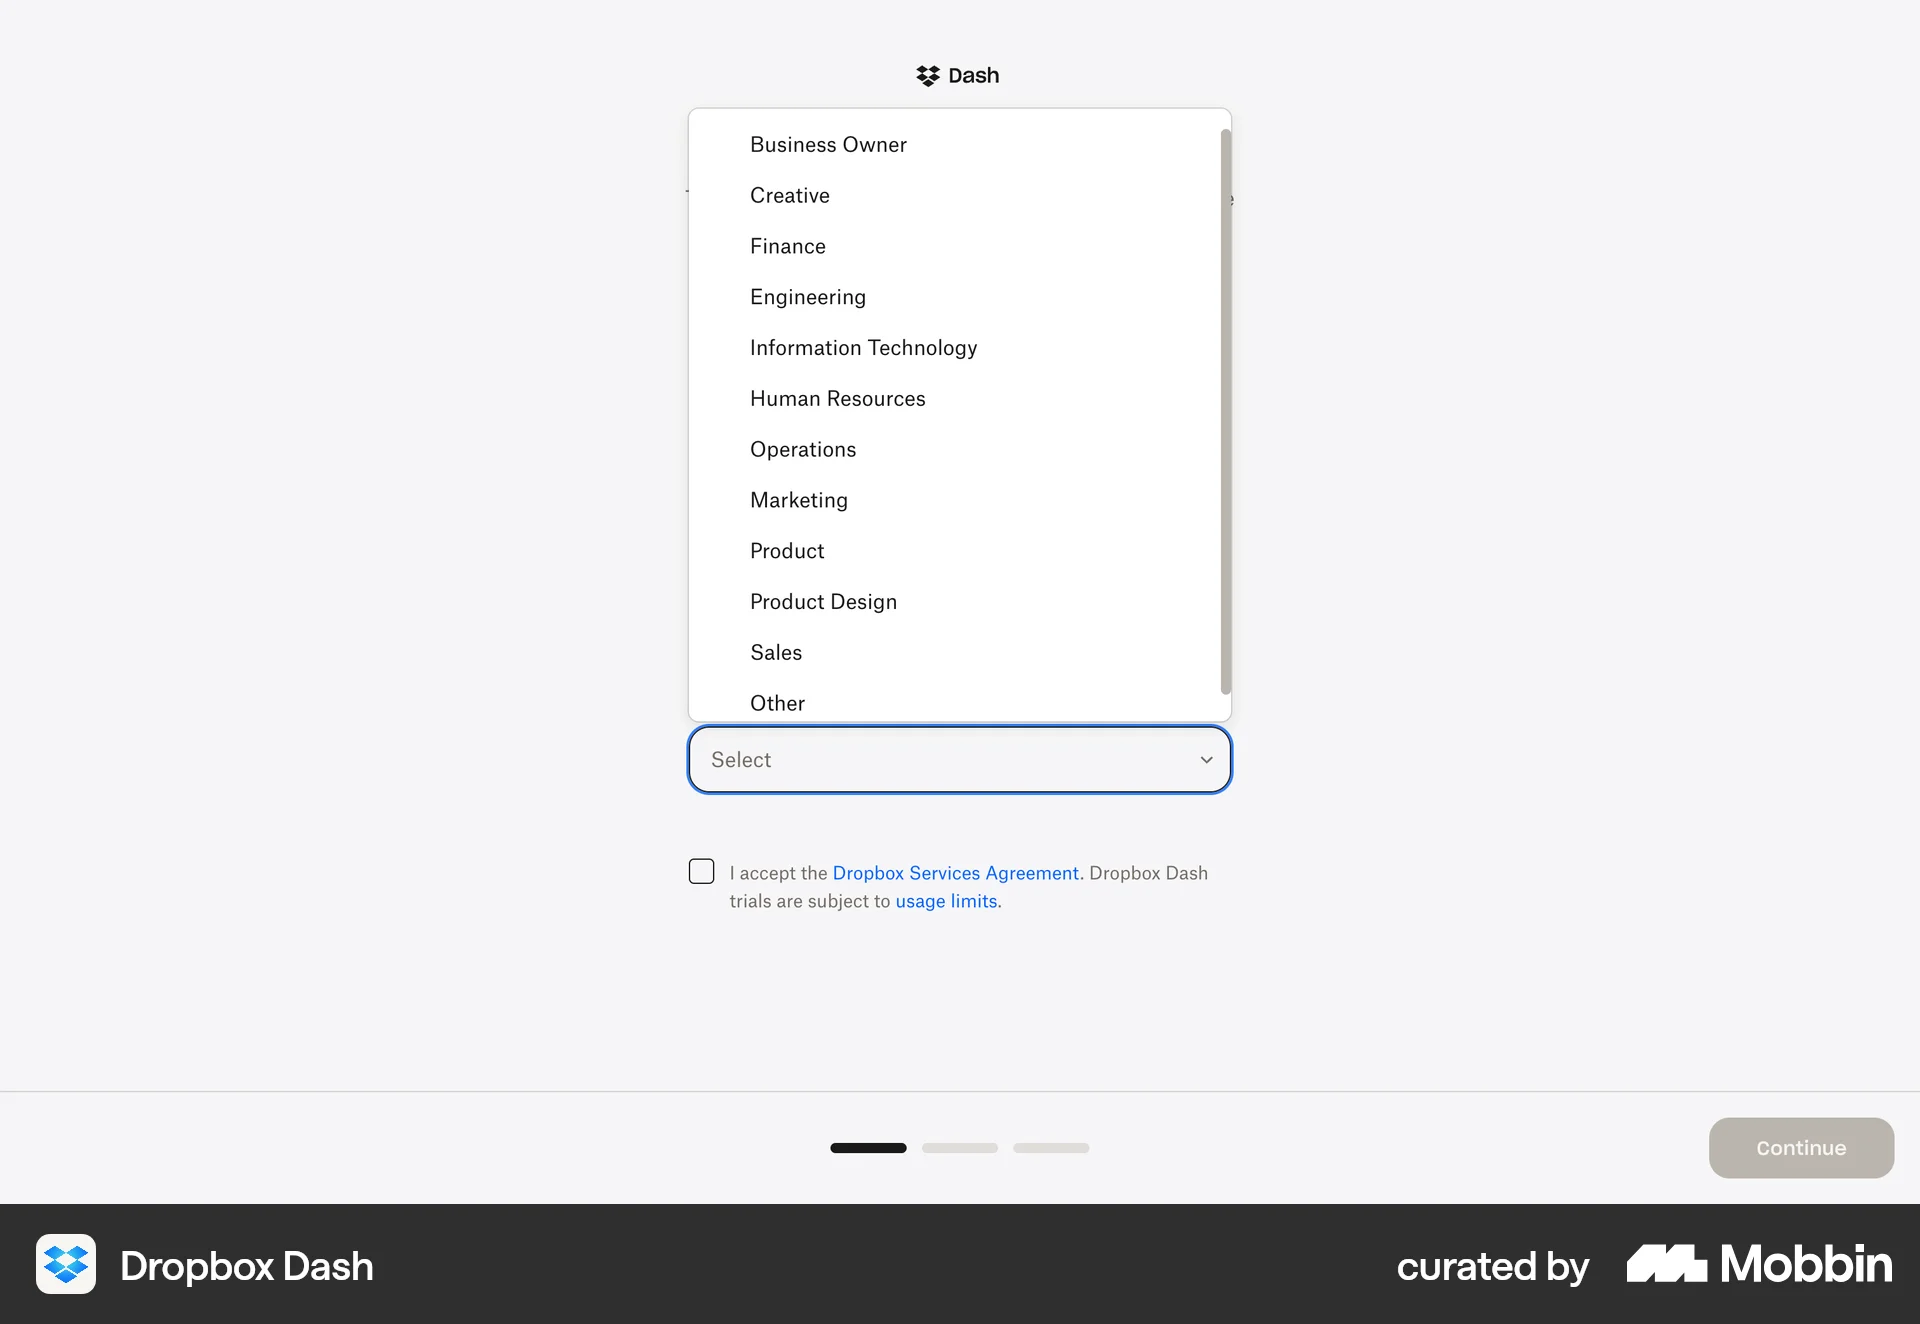 Dash
Business Owner
Creative
Finance
Engineering
Information Technology
Human Resources
Operations
Marketing
Product
Product Design
Sales
Other
Select
I accept the Dropbox Services Agreement. Dropbox Dash
trials are subject to usage limits.
Continue
Dropbox Dash
curated by Mobbin